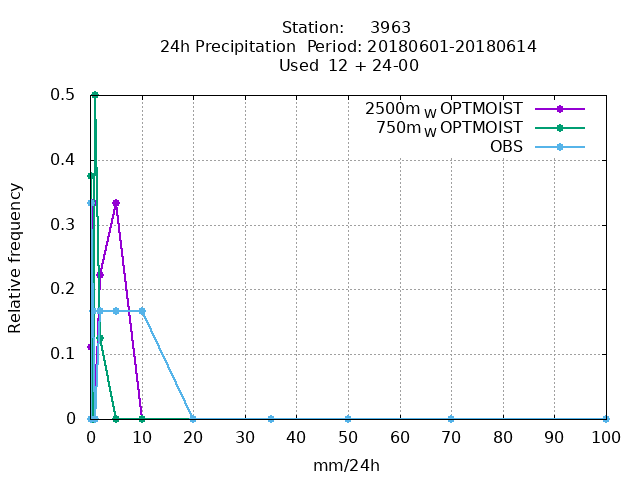 Station: 3963
24h Precipitation Period: 20180601-20180614
Used 12 + 24-00
0.5
2500m W OPTMOIST
750m W OPTMOIST
OBS
0.4
0.3
0.2
0.1
0
Relative frequency
0 10 20 30 40 50 60 70 80 90 100
mm/24h